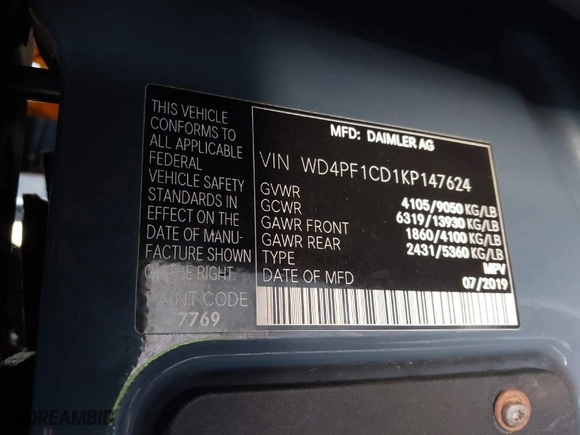 THIS VEHICLE
CONFORMS TO
ALL APPLICABLE
FEDERAL
VEHICLE SAFETY
STANDARDS IN
EFFECT ON THE
DATE OF MANU-
FACTURE SHOWN
ON THE RIGHT.
PAINT CODE
7769
MFD: DAIMLER AG
VIN WD4PF1CD1KP147624
GVWR 4105/9050 KG/LB
GCWR 6319/13930 KG/LB
GAWR FRONT 1860/4100 KG/LB
GAWR REAR 2431/5360 KG/LB
TYPE MPV
DATE OF MFD 07/2019
DREAMBID